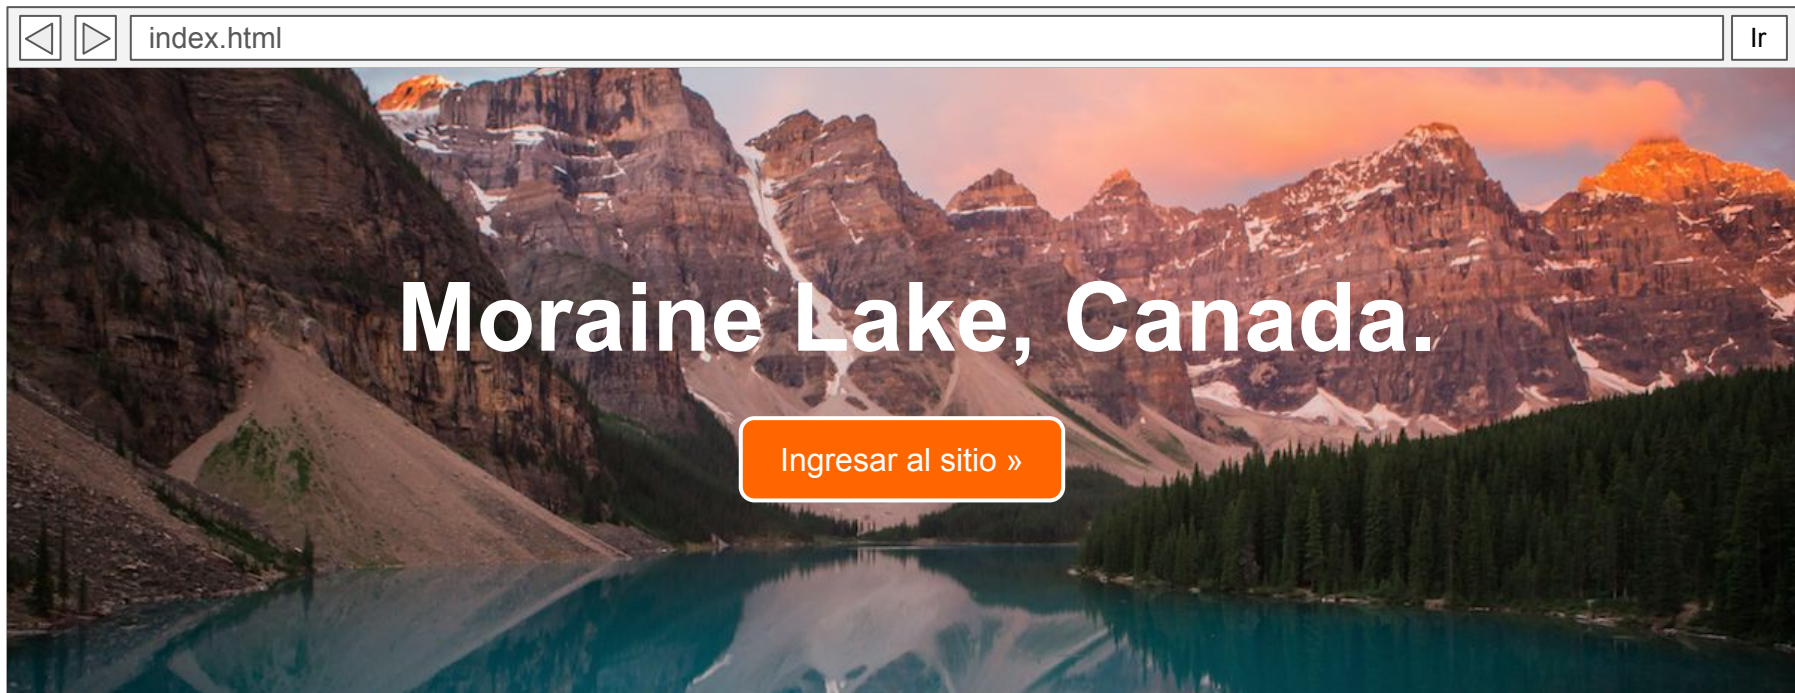 index.html
Ir
Moraine Lake, Canada.
Ingresar al sitio »